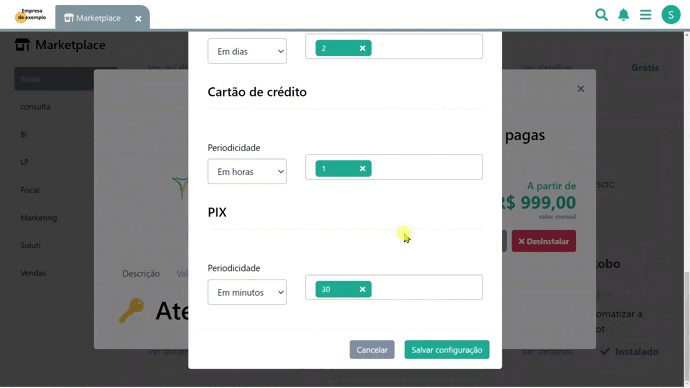 Empresa
de exemplo
Marketplace
S
Marketplace
Todas
Ver detalhes
Ver detalhes
Grátis
consulta
BI
LP
Fiscal
Marketing
Soluti
Vendas
Em dias
2
Cartão de crédito
Periodicidade
Em horas
1
PIX
Periodicidade
Em minutos
30
Cancelar
Salvar configuração
pagas
A partir de
R$ 999,00
valor mensal
Desinstalar
Descrição
Ate
obo
omatizar a
ot
Ver detalhes
Ver detalhes
Instalado